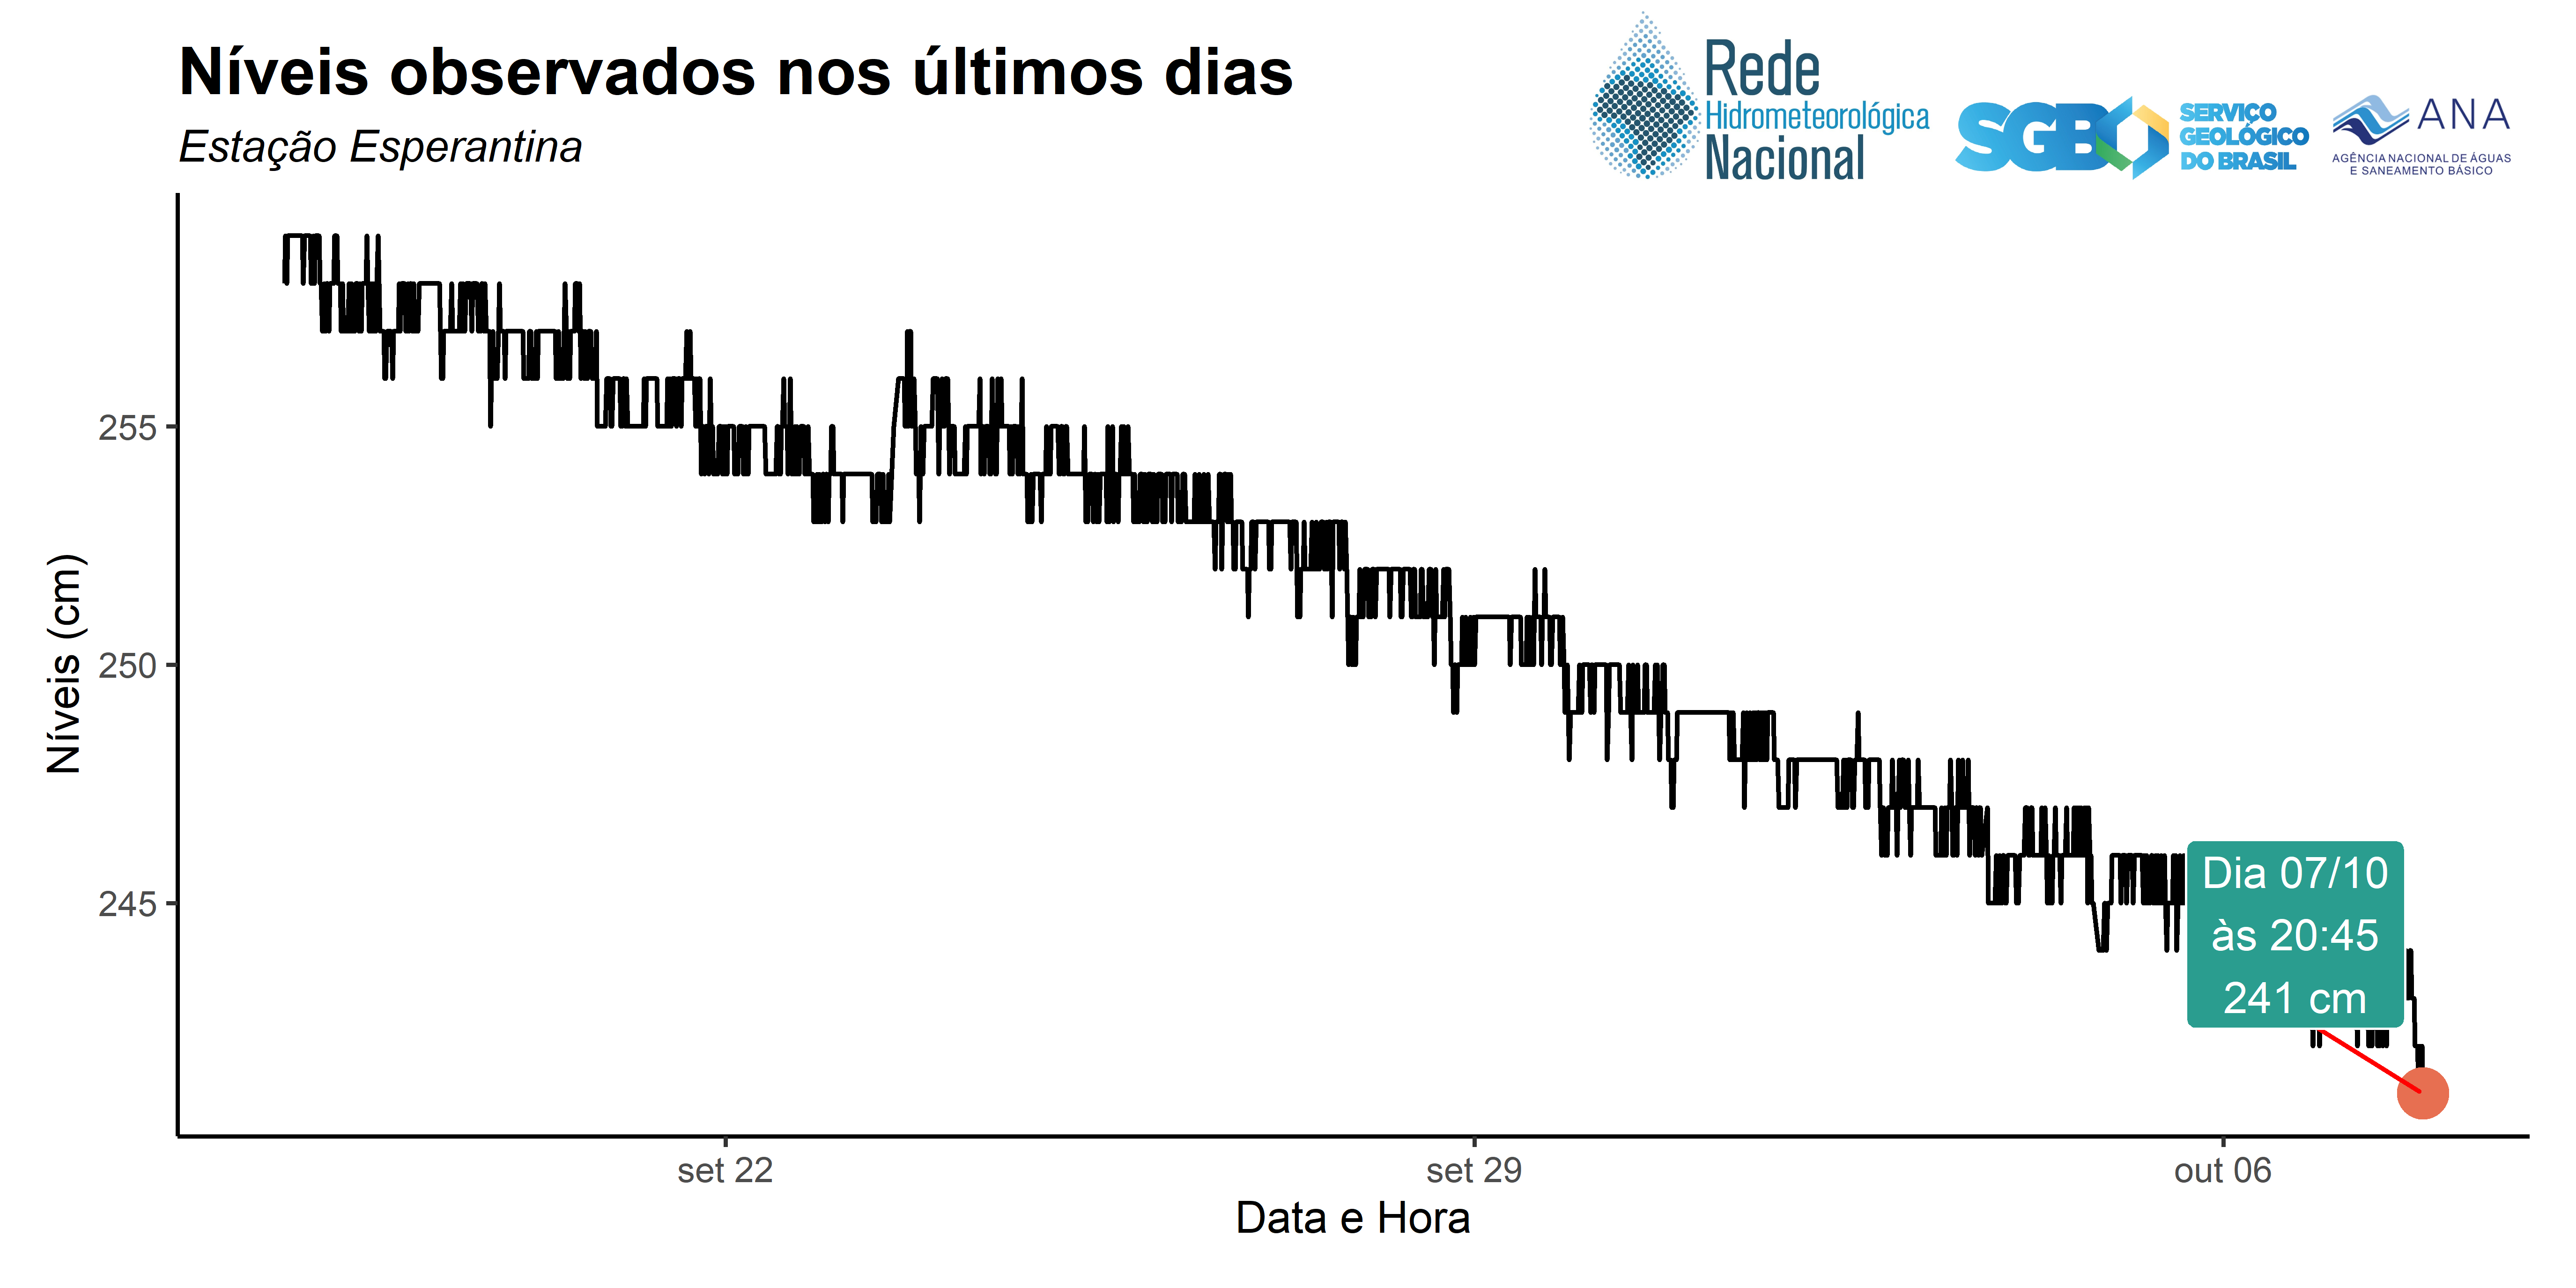 Níveis observados nos últimos dias
Estação Esperantina
Rede
Hidrometeorológica
Nacional
SGB
SERVIÇO
GEOLÓGICO
DO BRASIL
ANA
AGÊNCIA NACIONAL DE ÁGUAS
E SANEAMENTO BÁSICO
Níveis (cm)
255
250
245
Dia 07/10
às 20:45
241 cm
set 22
set 29
out 06
Data e Hora